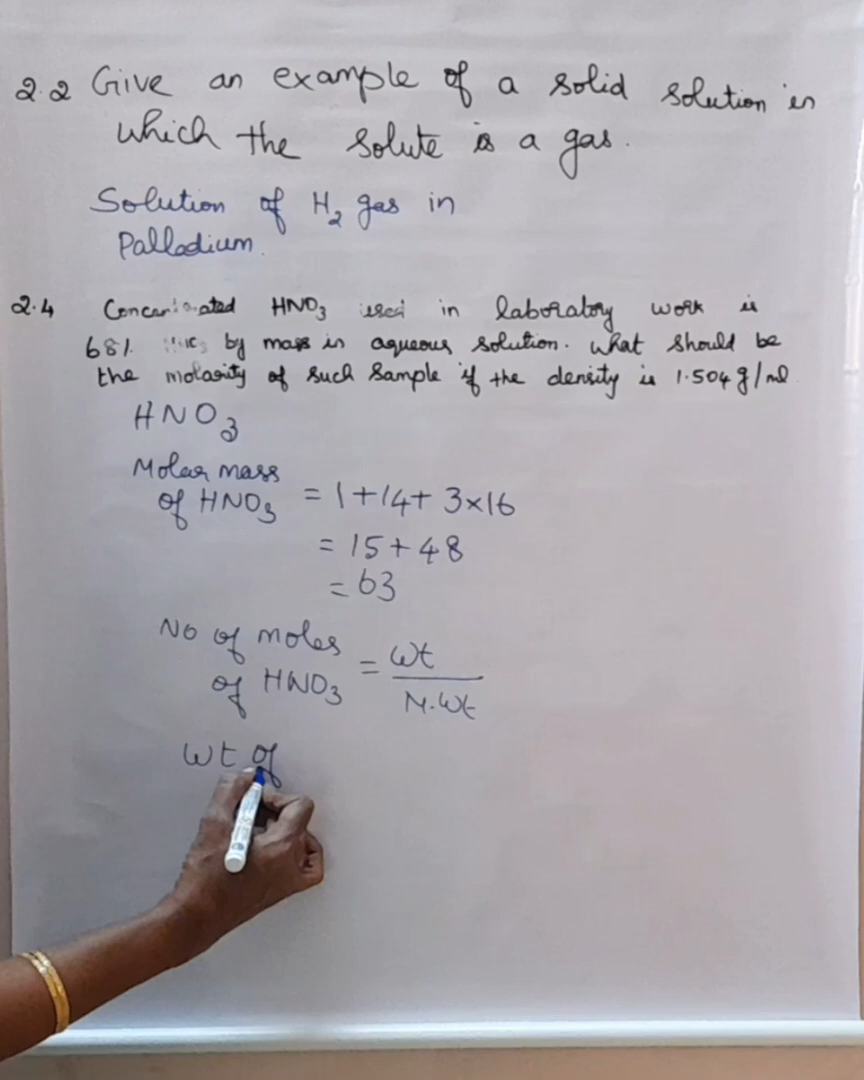 2.2 Give an example of a solid solution in
which the solute is a gas.
Solution of H₂ gas in
Palladium.
2.4 HNO₃ used in laboratory work is
68% by mass in aqueous solution. What should be
the molarity of such sample if the density is 1.504 g/ml
HNO₃
Molar mass
of HNO₃ = 1+14+ 3×16
= 15+48
= 63
No of moles
of HNO₃ = Wt
M.Wt
Wt of